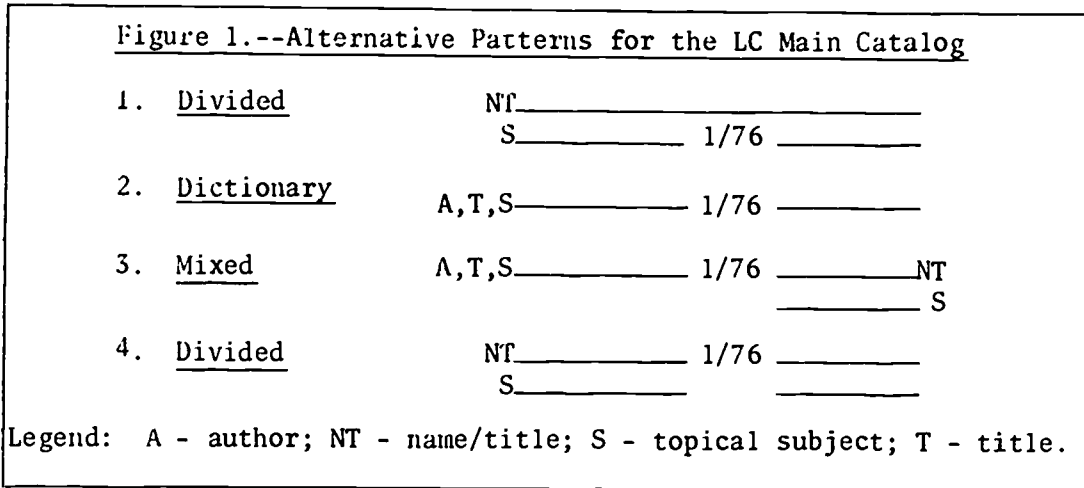 Figure 1.--Alternative Patterns for the LC Main Catalog
1. Divided NT
S 1/76
2. Dictionary A,T,S 1/76
3. Mixed A,T,S 1/76 NT
S
4. Divided NT 1/76
S
Legend: A - author; NT - name/title; S - topical subject; T - title.